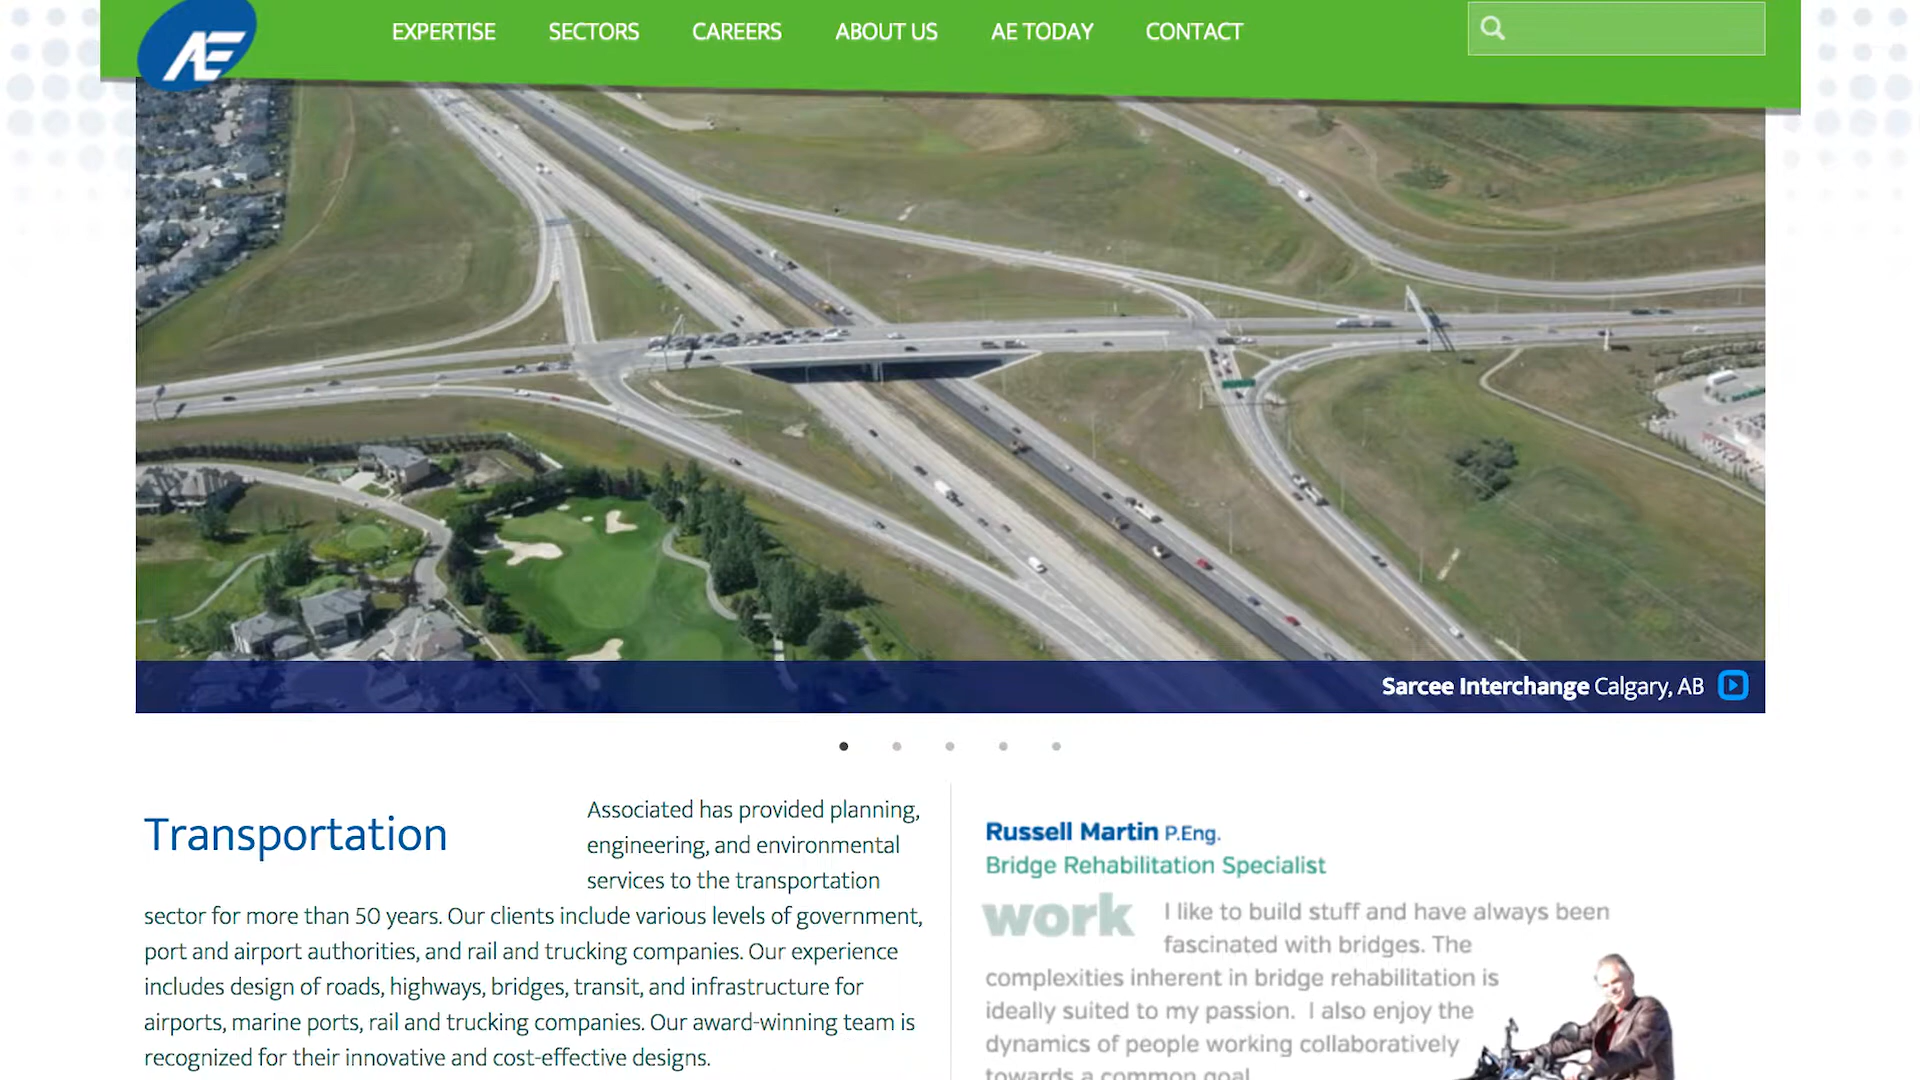 AE
EXPERTISE SECTORS CAREERS ABOUT US AE TODAY CONTACT
Sarcee Interchange Calgary, AB
Transportation
Associated has provided planning,
engineering, and environmental
services to the transportation
sector for more than 50 years. Our clients include various levels of government,
port and airport authorities, and rail and trucking companies. Our experience
includes design of roads, highways, bridges, transit, and infrastructure for
airports, marine ports, rail and trucking companies. Our award-winning team is
recognized for their innovative and cost-effective designs.
Russell Martin P.Eng.
Bridge Rehabilitation Specialist
work I like to build stuff and have always been
fascinated with bridges. The
complexities inherent in bridge rehabilitation is
ideally suited to my passion. I also enjoy the
dynamics of people working collaboratively
towards a common goal